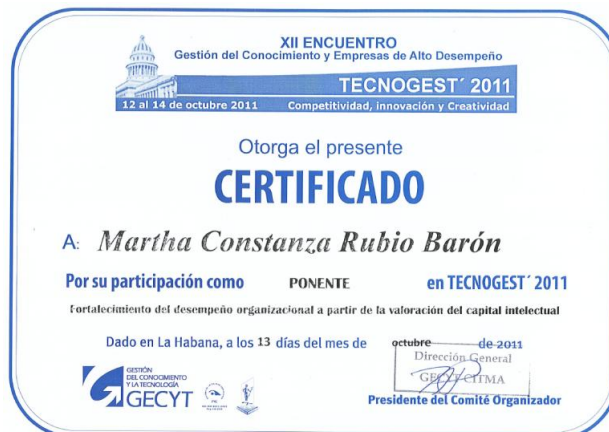 XII ENCUENTRO
Gestión del Conocimiento y Empresas de Alto Desempeño
TECNOGEST´ 2011
12 al 14 de octubre 2011 Competitividad, innovación y Creatividad
Otorga el presente
CERTIFICADO
A: Martha Constanza Rubio Barón
Por su participación como PONENTE en TECNOGEST´ 2011
Fortalecimiento del desempeño organizacional a partir de la valoración del capital intelectual
Dado en La Habana, a los 13 días del mes de octubre de 2011
Dirección General
GECYT CITMA
Presidente del Comité Organizador
GESTIÓN
DEL CONOCIMIENTO
Y LA TECNOLOGÍA
GECYT